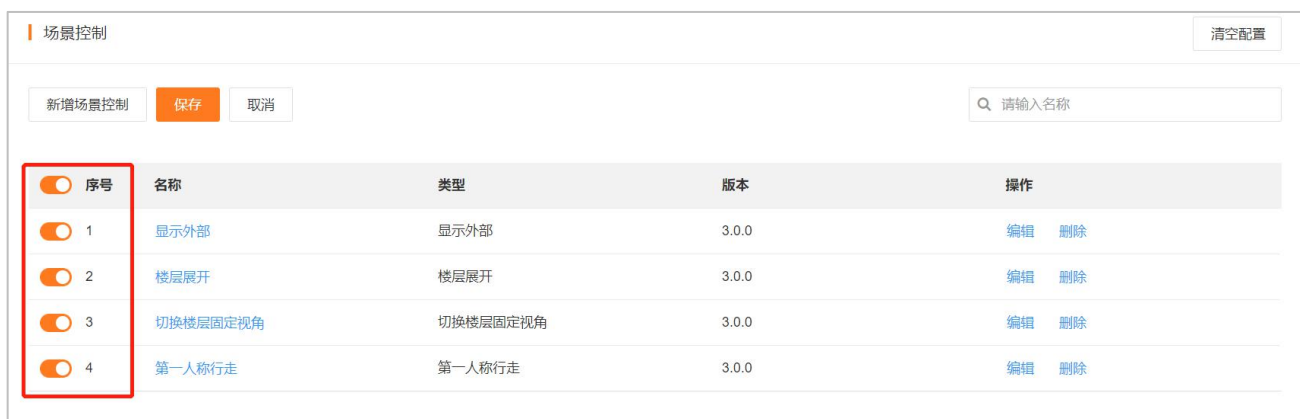 场景控制 清空配置
新增场景控制 保存 取消 请输入名称
序号 名称 类型 版本 操作
1 显示外部 显示外部 3.0.0 编辑 删除
2 楼层展开 楼层展开 3.0.0 编辑 删除
3 切换楼层固定视角 切换楼层固定视角 3.0.0 编辑 删除
4 第一人称行走 第一人称行走 3.0.0 编辑 删除